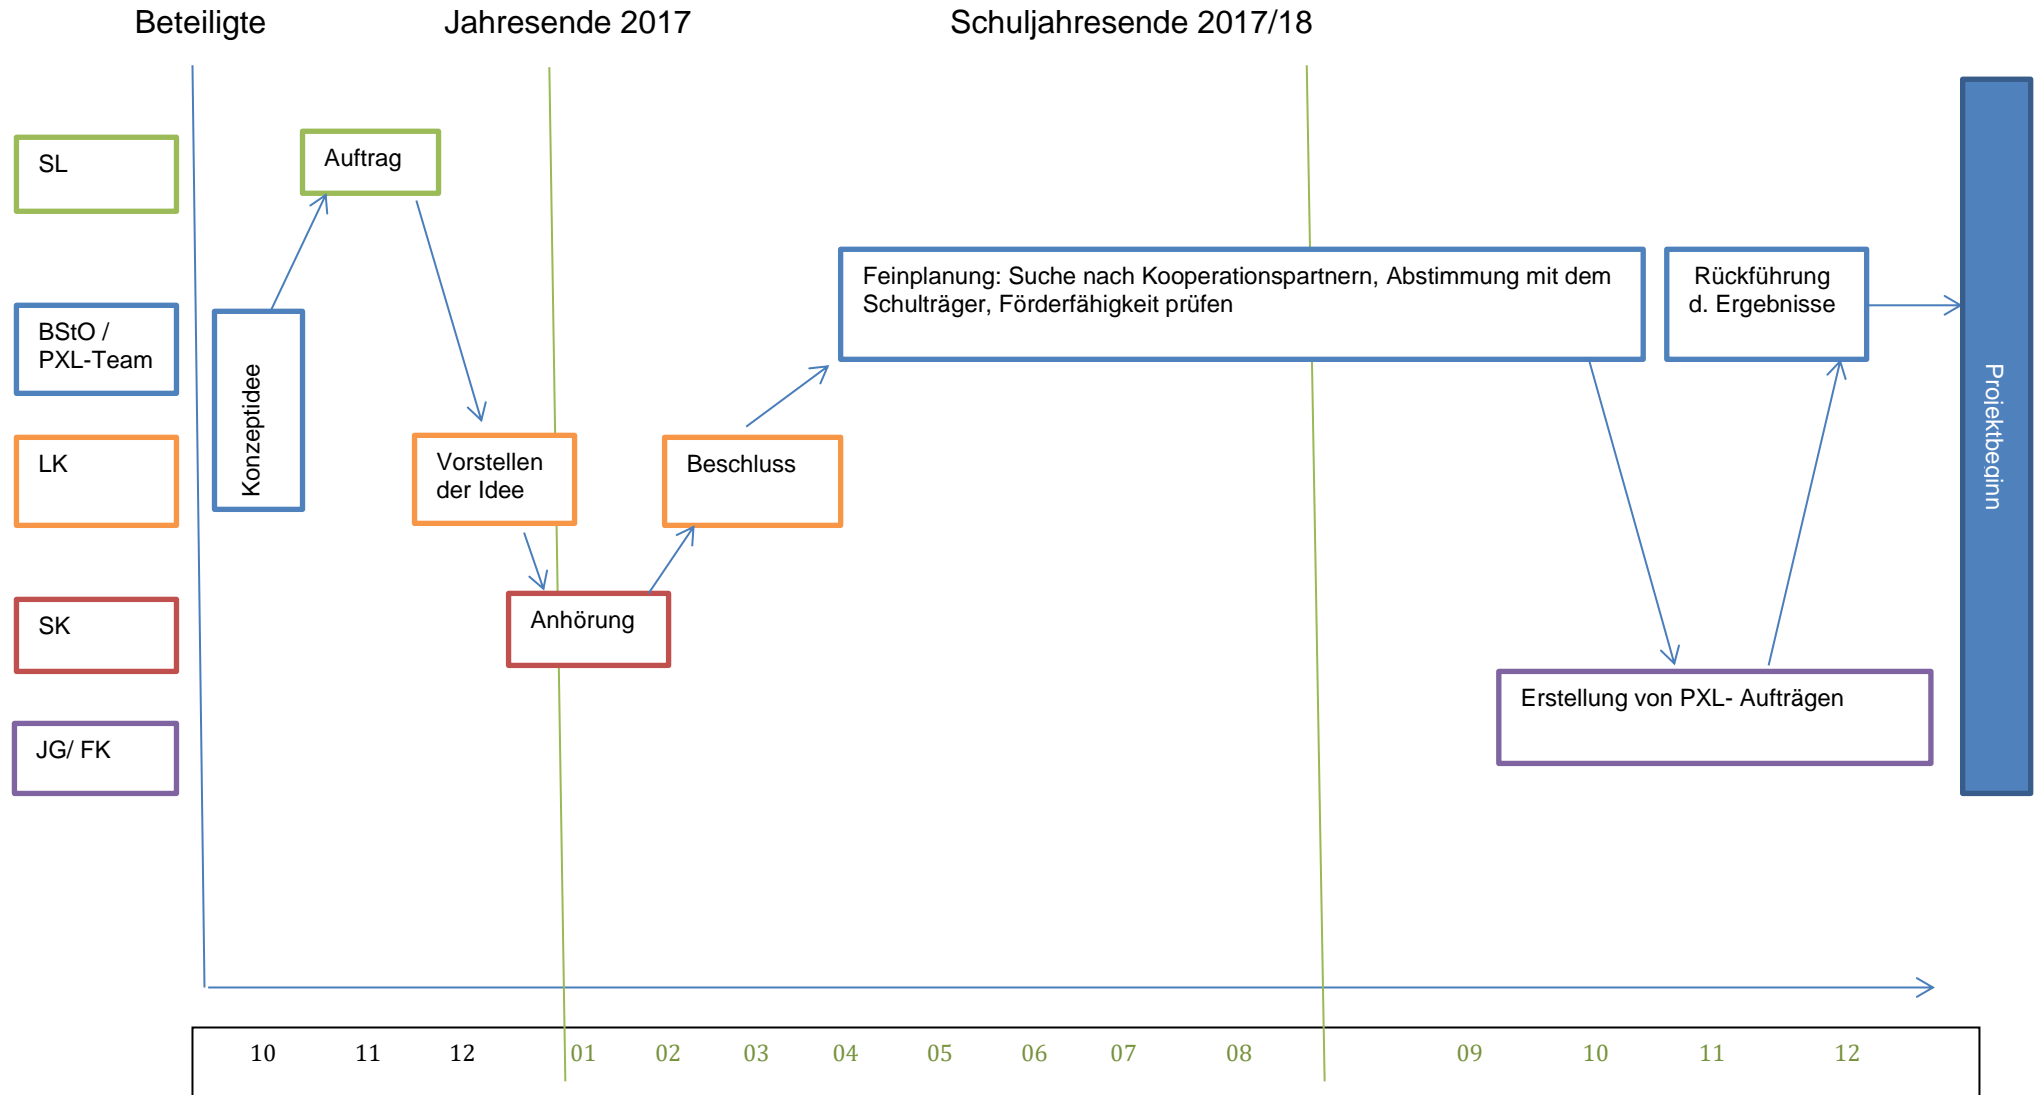 Beteiligte
Jahresende 2017
Schuljahresende 2017/18
SL
Auftrag
BStO /
PXL-Team
Konzeptidee
Feinplanung: Suche nach Kooperationspartnern, Abstimmung mit dem
Schulträger, Förderfähigkeit prüfen
Rückführung
d. Ergebnisse
Projektbeginn
LK
Vorstellen
der Idee
Beschluss
SK
Anhörung
JG/ FK
Erstellung von PXL- Aufträgen
10 11 12 01 02 03 04 05 06 07 08 09 10 11 12